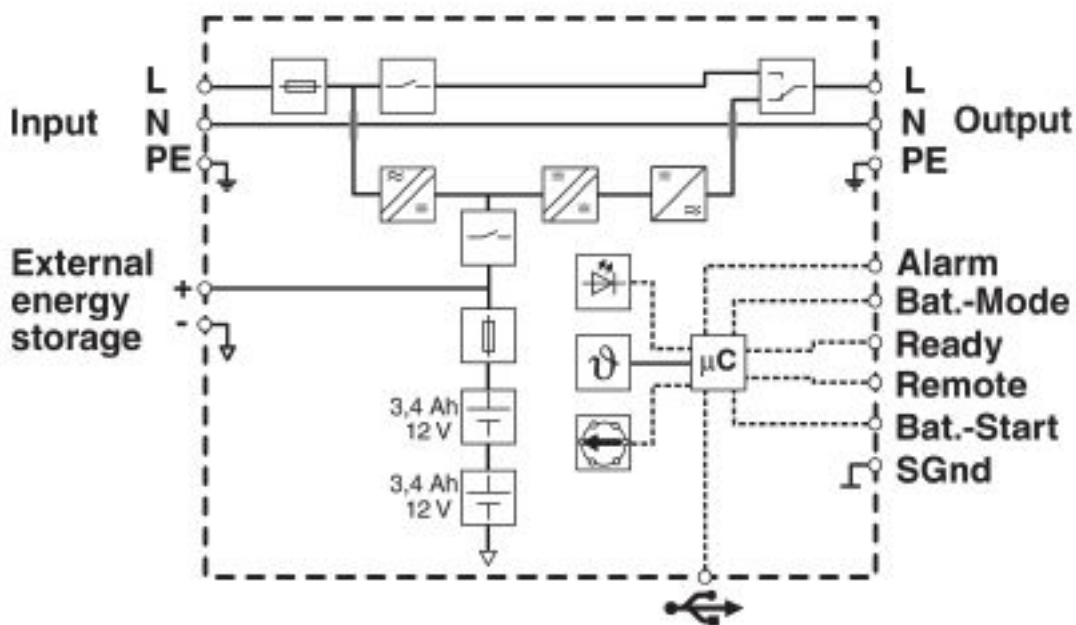 L
Input N
PE
External
energy
storage
+
-
3,4 Ah
12 V
3,4 Ah
12 V
ϑ
µC
L
N Output
PE
Alarm
Bat.-Mode
Ready
Remote
Bat.-Start
SGnd